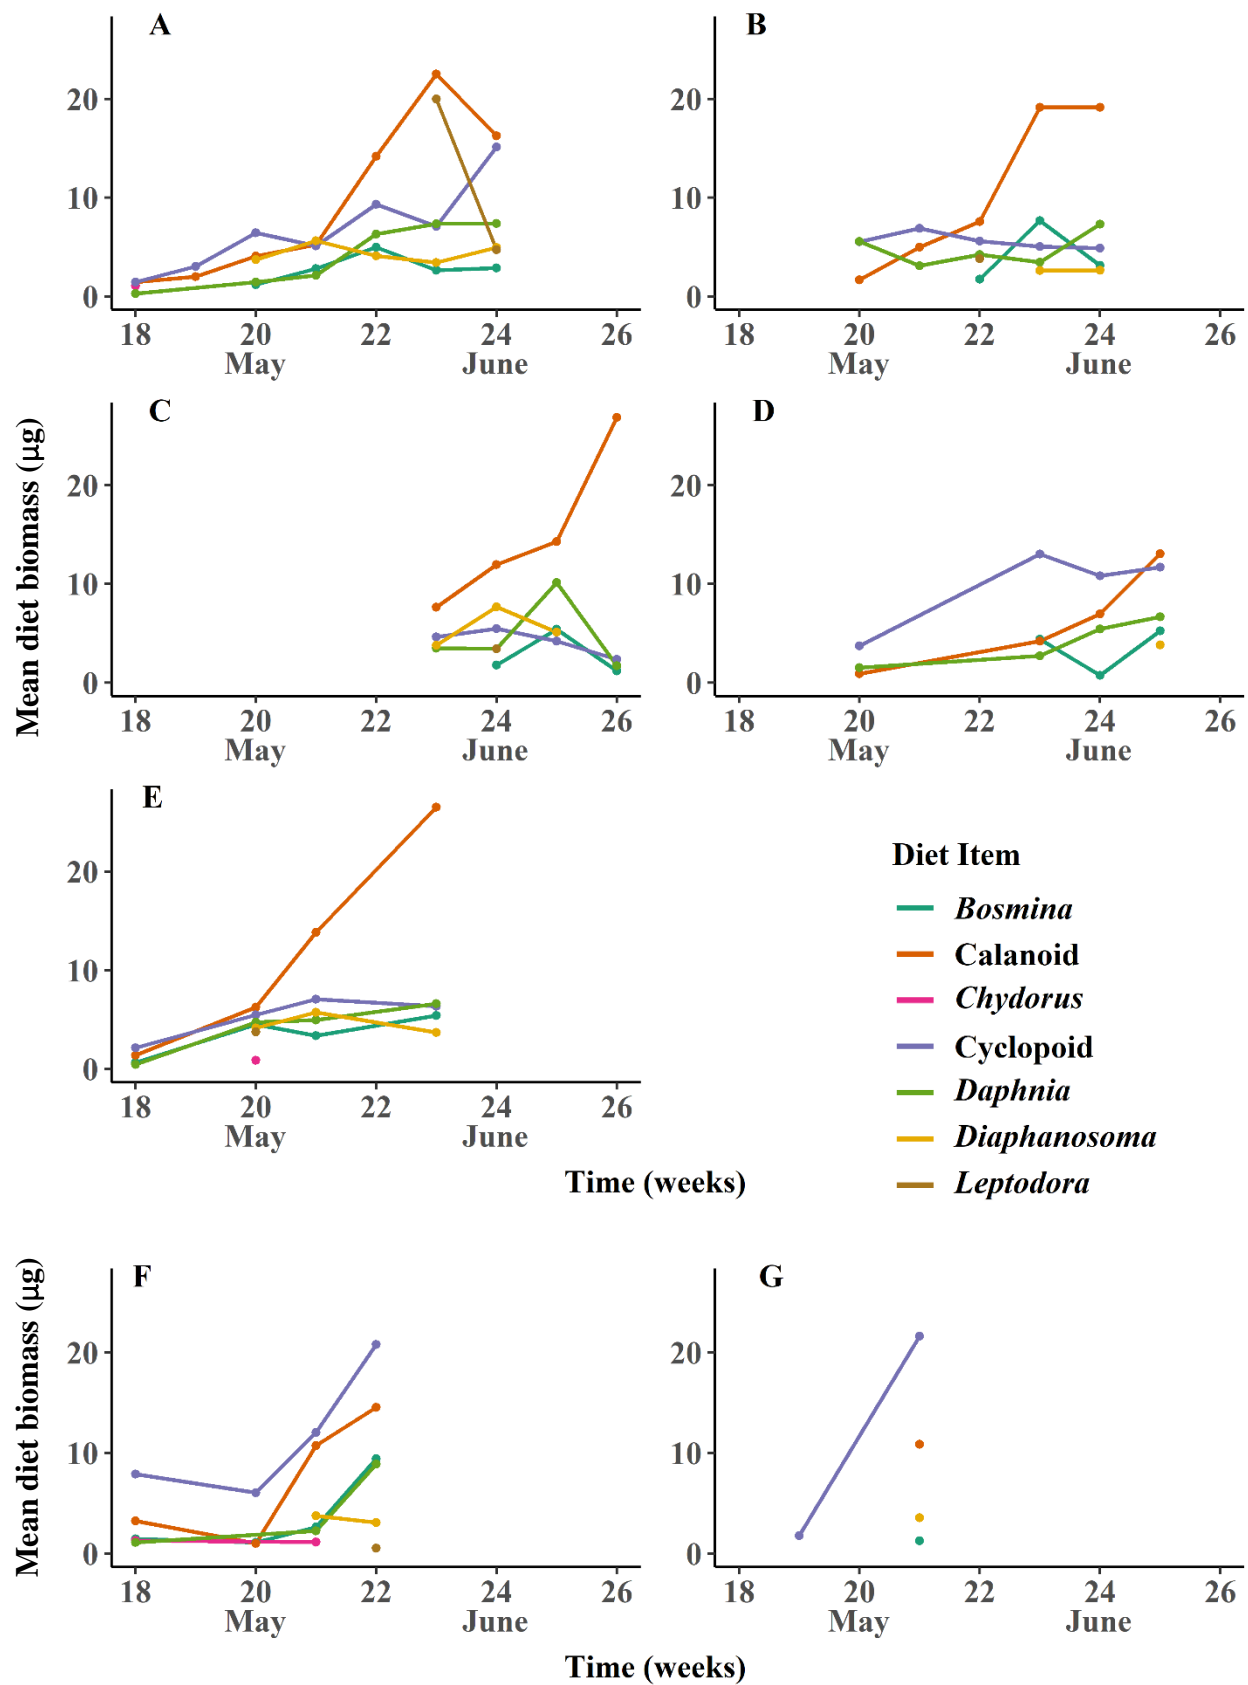 A
B
20
10
0
18 20 22 24 26
May June
20
10
0
18 20 22 24 26
May June
C
D
Mean diet biomass (µg)
20
10
0
18 20 22 24 26
May June
20
10
0
18 20 22 24 26
May June
E
20
10
0
18 20 22 24 26
May June
Diet Item
Bosmina
Calanoid
Chydorus
Cyclopoid
Daphnia
Diaphanosoma
Leptodora
Time (weeks)
F
G
Mean diet biomass (µg)
20
10
0
18 20 22 24 26
May June
20
10
0
18 20 22 24 26
May June
Time (weeks)